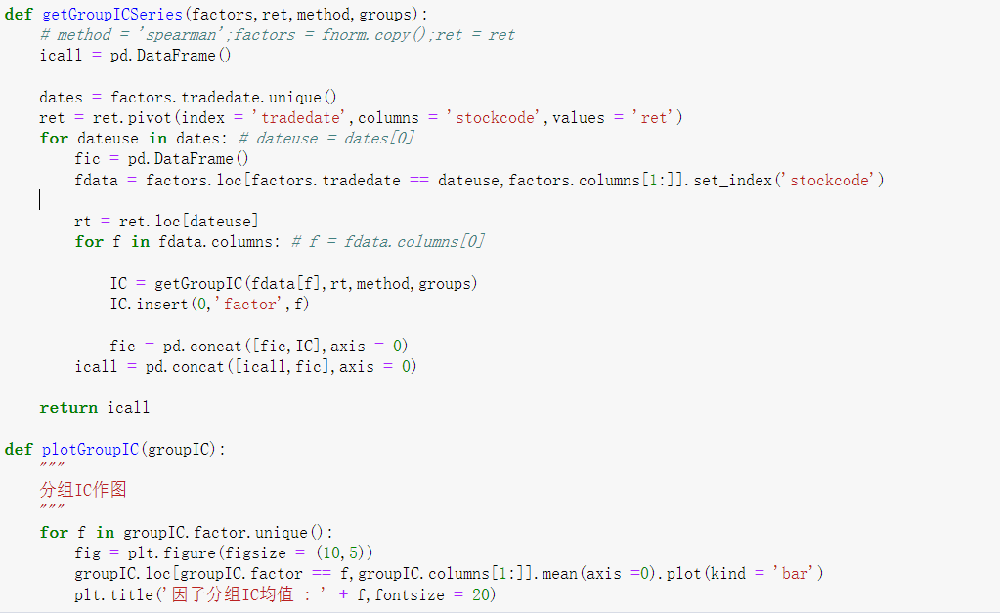 def getGroupICSeries(factors,ret,method,groups):
    # method = 'spearman';factors = fnorm.copy();ret = ret
    icall = pd.DataFrame()
    dates = factors.tradedate.unique()
    ret = ret.pivot(index = 'tradedate',columns = 'stockcode',values = 'ret')
    for dateuse in dates: # dateuse = dates[0]
        fic = pd.DataFrame()
        fdata = factors.loc[factors.tradedate == dateuse,factors.columns[1:]].set_index('stockcode')
        rt = ret.loc[dateuse]
        for f in fdata.columns: # f = fdata.columns[0]
            IC = getGroupIC(fdata[f],rt,method,groups)
            IC.insert(0,'factor',f)
            fic = pd.concat([fic,IC],axis = 0)
        icall = pd.concat([icall,fic],axis = 0)
    return icall
def plotGroupIC(groupIC):
    """
    分组IC作图
    """
    for f in groupIC.factor.unique():
        fig = plt.figure(figsize = (10,5))
        groupIC.loc[groupIC.factor == f,groupIC.columns[1:]].mean(axis =0).plot(kind = 'bar')
        plt.title('因子分组IC均值 : ' + f,fontsize = 20)